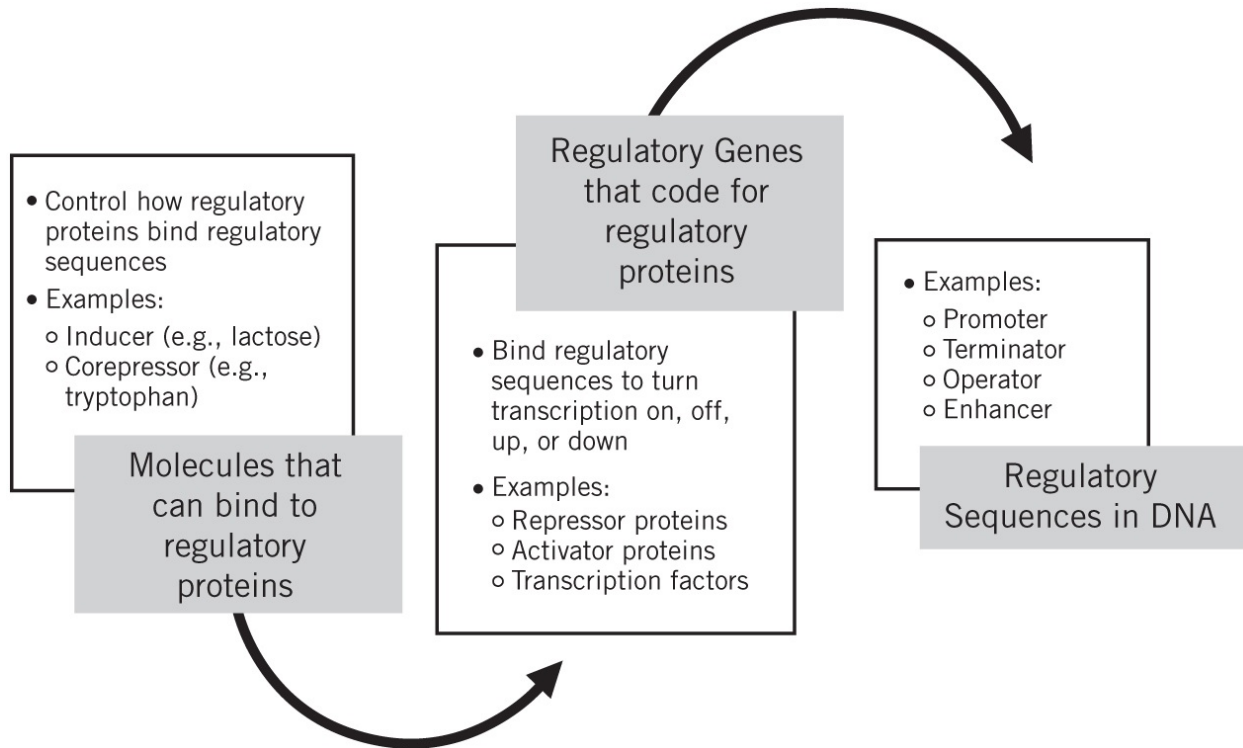 • Control how regulatory
proteins bind regulatory
sequences
• Examples:
○ Inducer (e.g., lactose)
○ Corepressor (e.g.,
tryptophan)
Molecules that
can bind to
regulatory
proteins
Regulatory Genes
that code for
regulatory
proteins
• Bind regulatory
sequences to turn
transcription on, off,
up, or down
• Examples:
○ Repressor proteins
○ Activator proteins
○ Transcription factors
• Examples:
○ Promoter
○ Terminator
○ Operator
○ Enhancer
Regulatory
Sequences in DNA